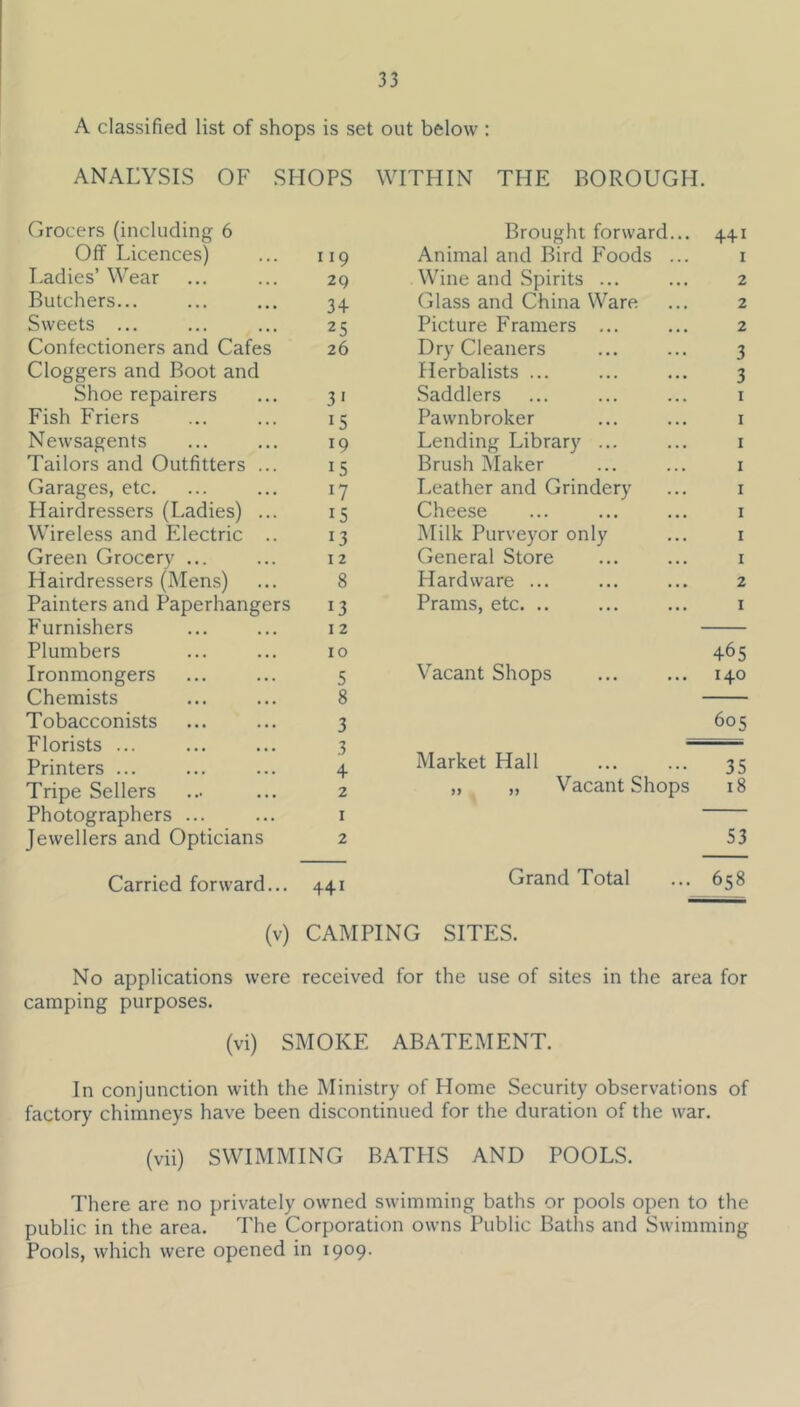 33
A classified list of shops is set out below :
ANALYSIS OF SHOPS WITHIN THE BOROUGH.
Grocers (including 6
Off Licences) ... 119
Ladies' Wear ... ... 29
Butchers... ... ... 34
Sweets ... ... ... 25
Confectioners and Cafes 26
Cloggers and Boot and
Shoe repairers ... 31
Fish Friers ... ... 15
Newsagents ... ... 19
Tailors and Outfitters ... 15
Garages, etc. ... ... 17
Hairdressers (Ladies) ... 15
Wireless and Electric .. 13
Green Grocery ... ... 12
Hairdressers (Mens) ... 8
Painters and Paperhangers 13
Furnishers ... ... 12
Plumbers ... ... 10
Ironmongers ... ... 5
Chemists ... ... 8
Tobacconists ... ... 3
Florists ... ... ... 3
Printers ... ... ... 4
Tripe Sellers ... ... 2
Photographers ... ... 1
Jewellers and Opticians 2
Carried forward... 441
Brought forward... 441
Animal and Bird Foods ... 1
Wine and Spirits ... ... 2
Glass and China Ware ... 2
Picture Framers ... ... 2
Dry Cleaners ... ... 3
Herbalists ... ... ... 3
Saddlers ... ... ... 1
Pawnbroker ... ... 1
Lending Library ... ... 1
Brush Maker ... ... 1
Leather and Grindery ... 1
Cheese ... ... ... 1
Milk Purveyor only ... 1
General Store ... ... 1
Hardware ... ... ... 2
Prams, etc. .. ... ... 1
465
Vacant Shops ... ... 140
605
Market Hall ... ... 35
„ „ Vacant Shops 18
53
Grand Total ... 658
(v) CAMPING SITES.
No applications were received for the use of sites in the area for
camping purposes.
(vi) SMOKE ABATEMENT.
In conjunction with the Ministry of Home Security observations of
factory chimneys have been discontinued for the duration of the war.
(vii) SWIMMING BATHS AND POOLS.
There are no privately owned swimming baths or pools open to the
public in the area. The Corporation owns Public Baths and Swimming
Pools, which were opened in 1909.